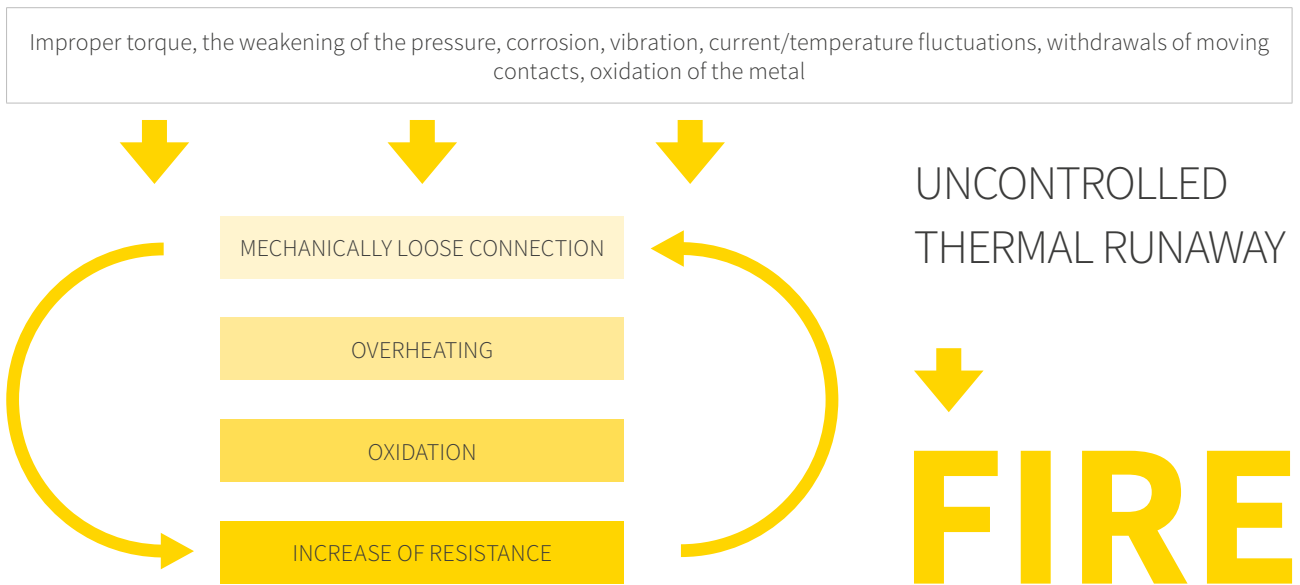 Improper torque, the weakening of the pressure, corrosion, vibration, current/temperature fluctuations, withdrawals of moving
contacts, oxidation of the metal
MECHANICALLY LOOSE CONNECTION
OVERHEATING
OXIDATION
INCREASE OF RESISTANCE
UNCONTROLLED
THERMAL RUNAWAY
FIRE